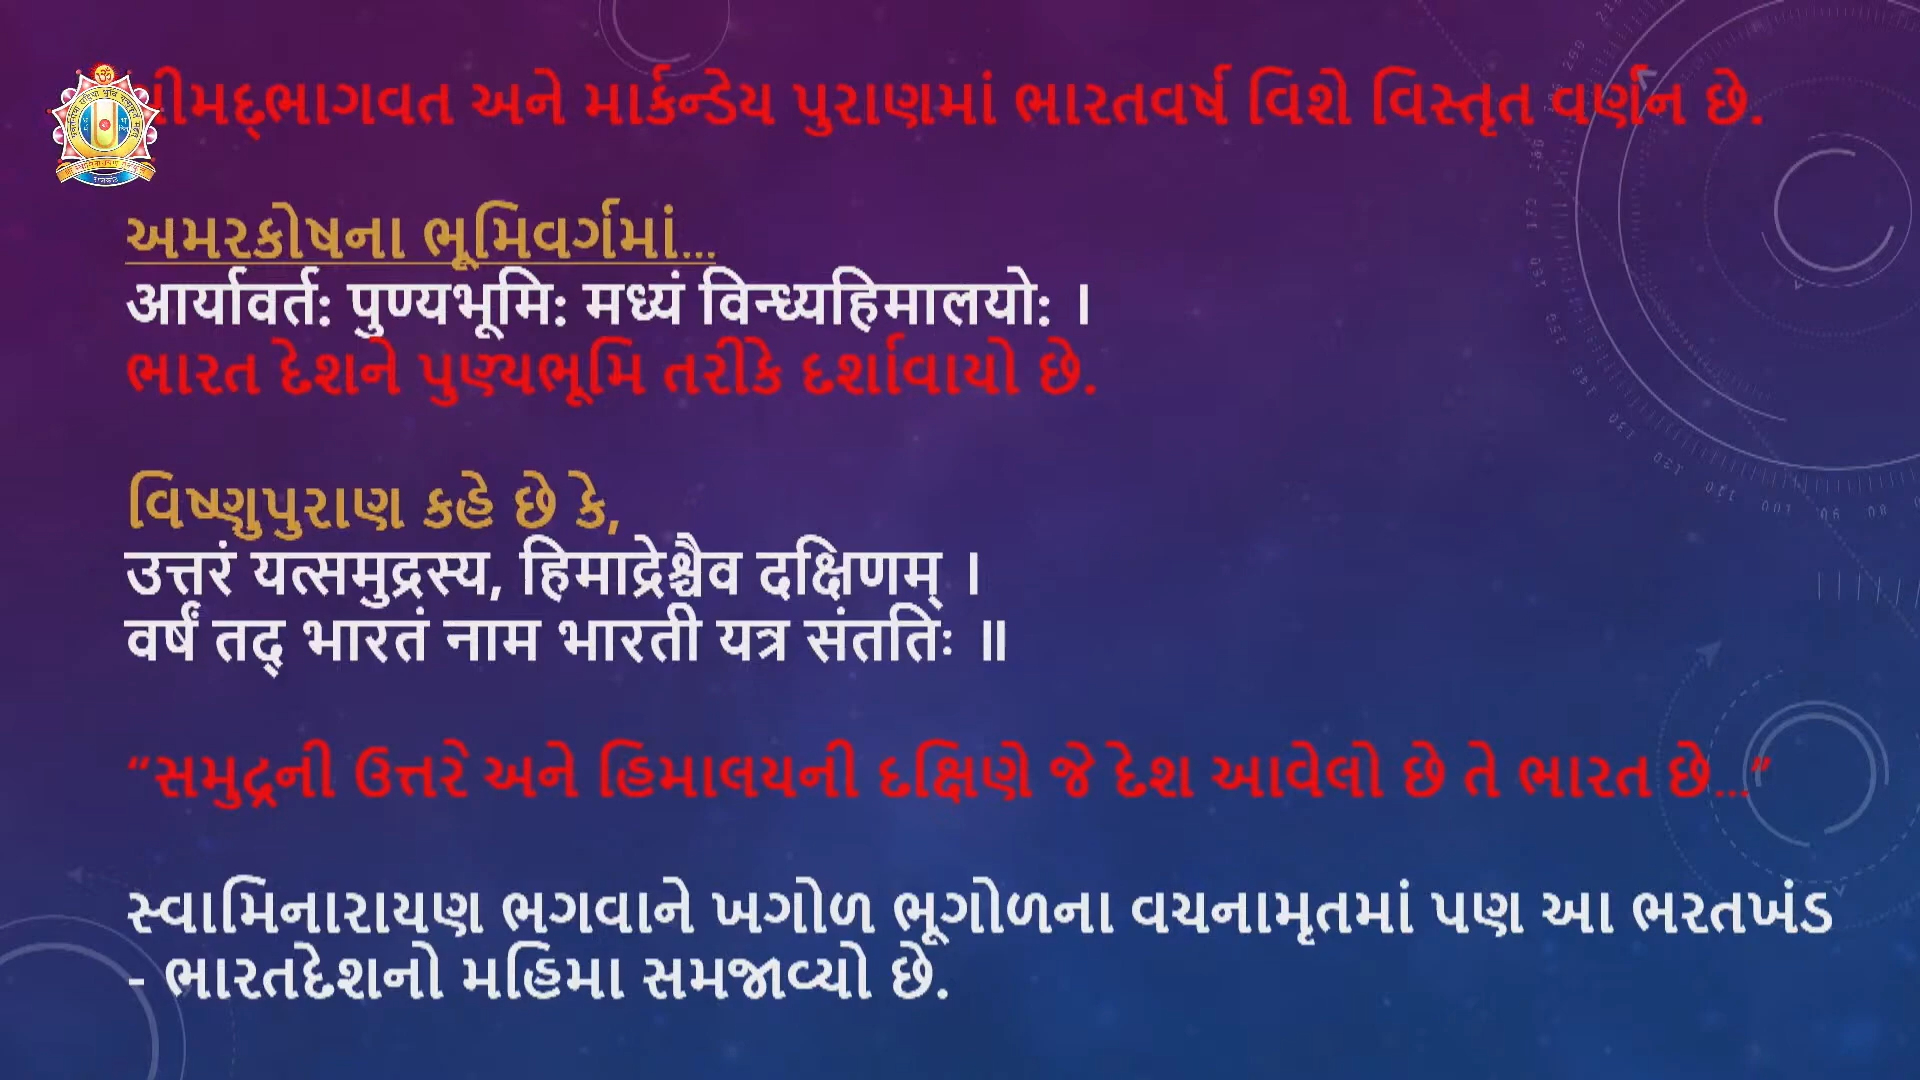 અને માર્કન્ડેય પુરાણમાં ભારતવર્ષ વિશે વિસ્તૃત વર્ણન છે.
અમરકોષના ભૂમિવર્ગમાં...
आर्यावर्तः पुण्यभूमिः मध्यं विन्ध्यहिमालयोः ।
ભારત દેશને પુણ્યભૂમિ તરીકે દર્શાવાયો છે.
વિષ્ણુપુરાણ કહે છે કે,
उत्तरं यत्समुद्रस्य, हिमाद्रेश्चैव दक्षिणम् ।
वर्षं तद् भारतं नाम भारती यत्र संततिः ॥
“સમુદ્રની ઉત્તરે અને હિમાલયની દક્ષિણે જે દેશ આવેલો છે તે ભારત છે...”
સ્વામિનારાયણ ભગવાને ખગોળ ભૂગોળના વચનામૃતમાં પણ આ ભરતખંડ
- ભારતદેશનો મહિમા સમજાવ્યો છે.